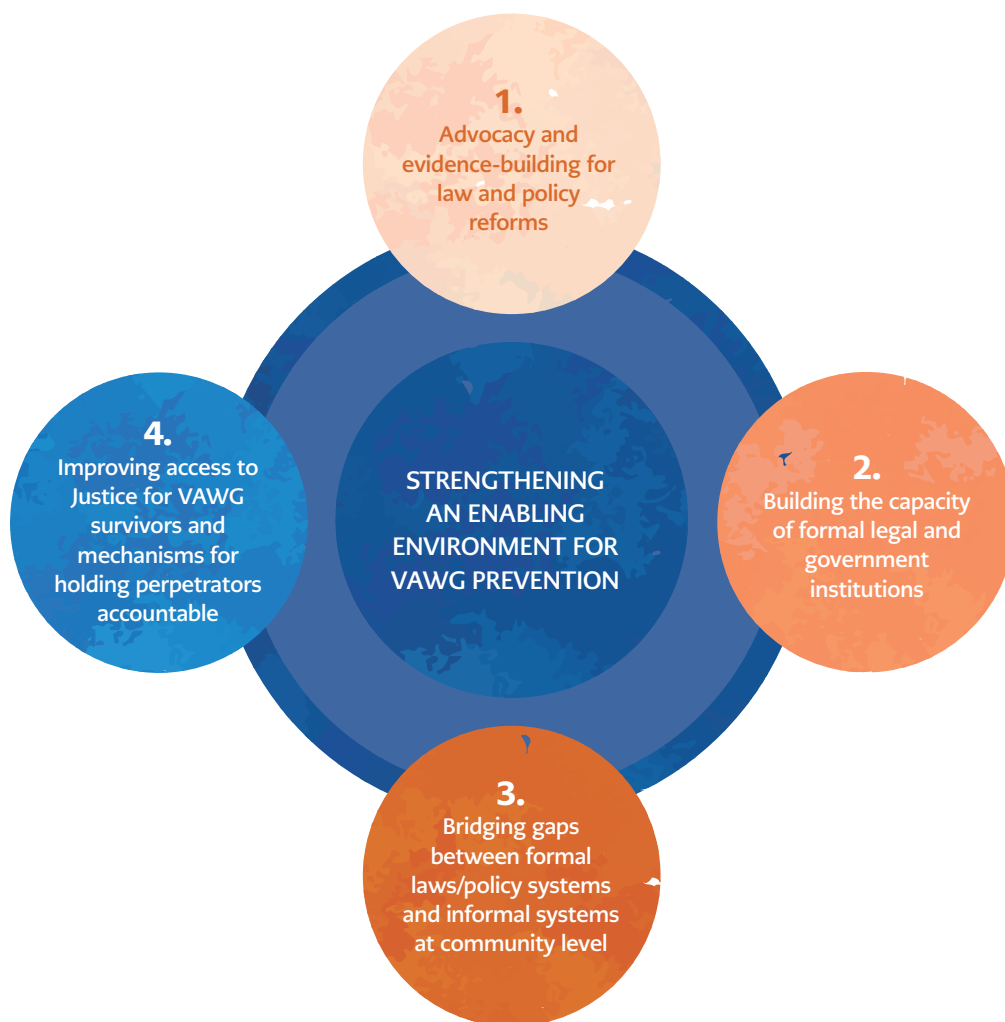 1.
Advocacy and
evidence-building for
law and policy
reforms
2.
Building the capacity
of formal legal and
government
institutions
3.
Bridging gaps
between formal
laws/policy systems
and informal systems
at community level
4.
Improving access to
Justice for VAWG
survivors and
mechanisms for
holding perpetrators
accountable
STRENGTHENING
AN ENABLING
ENVIRONMENT FOR
VAWG PREVENTION